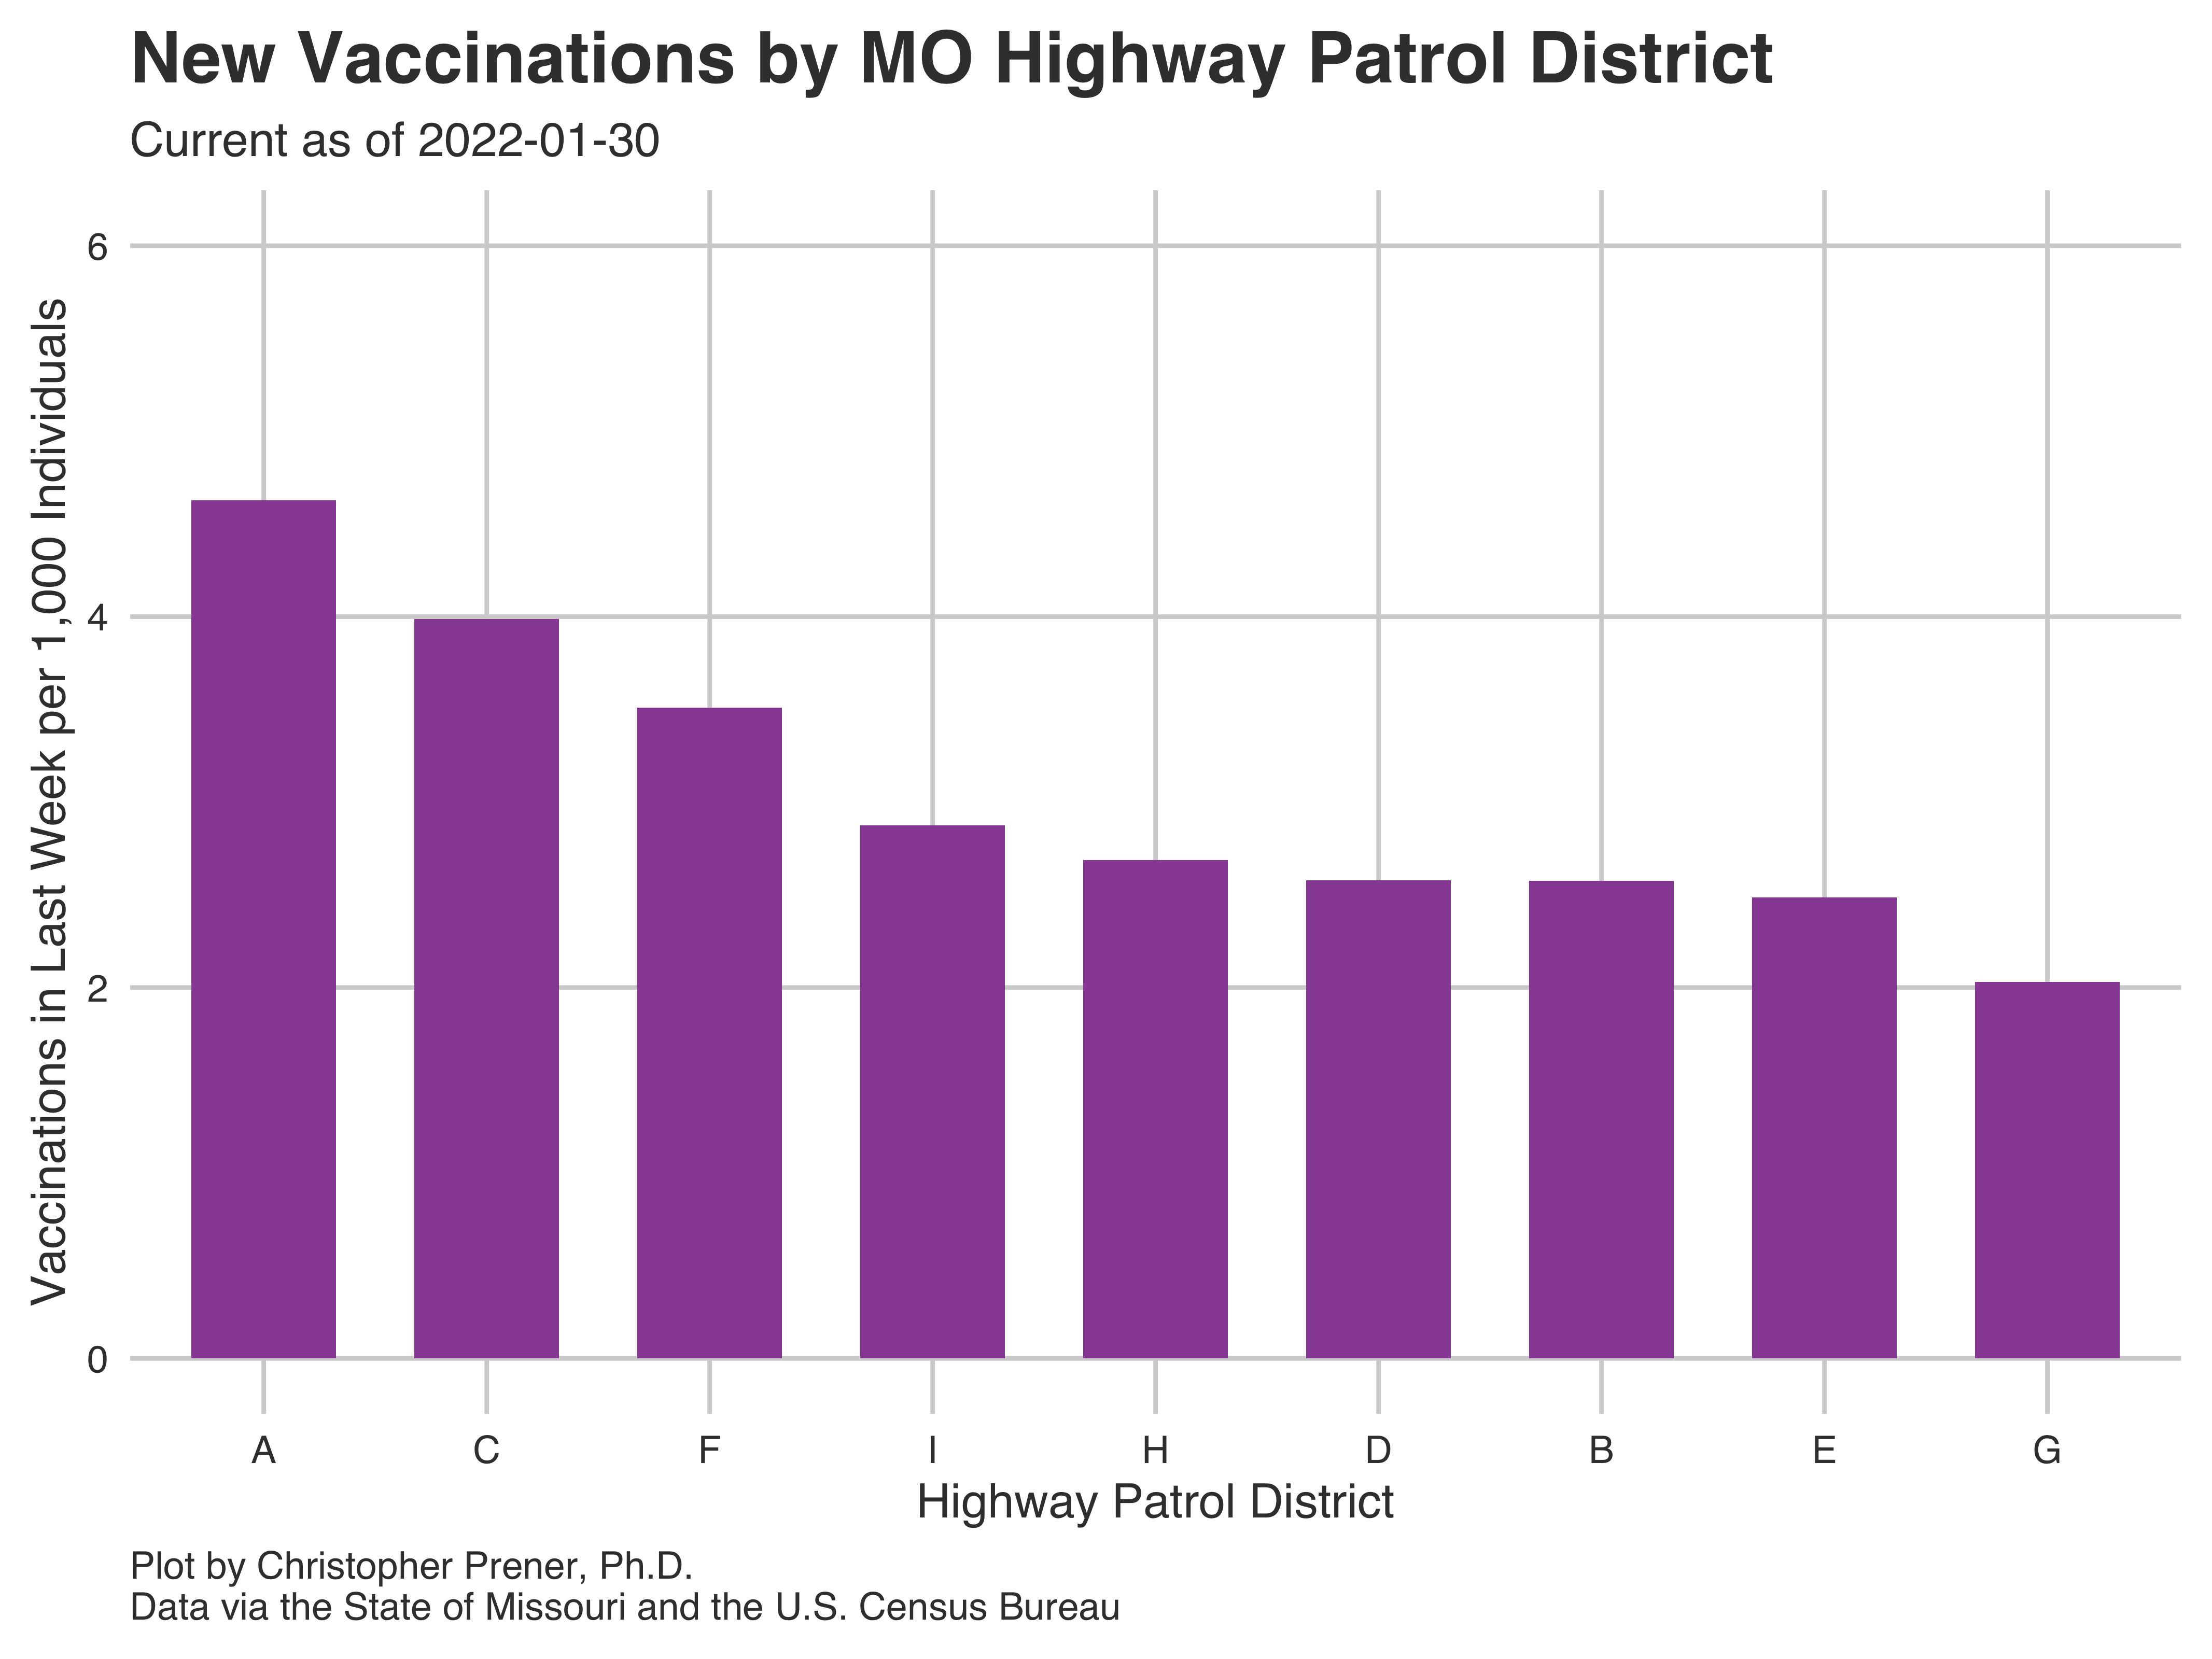 New Vaccinations by MO Highway Patrol District
Current as of 2022-01-30
Vaccinations in Last Week per 1,000 Individuals
6
4
2
0
A C F I H D B E G
Highway Patrol District
Plot by Christopher Prener, Ph.D.
Data via the State of Missouri and the U.S. Census Bureau